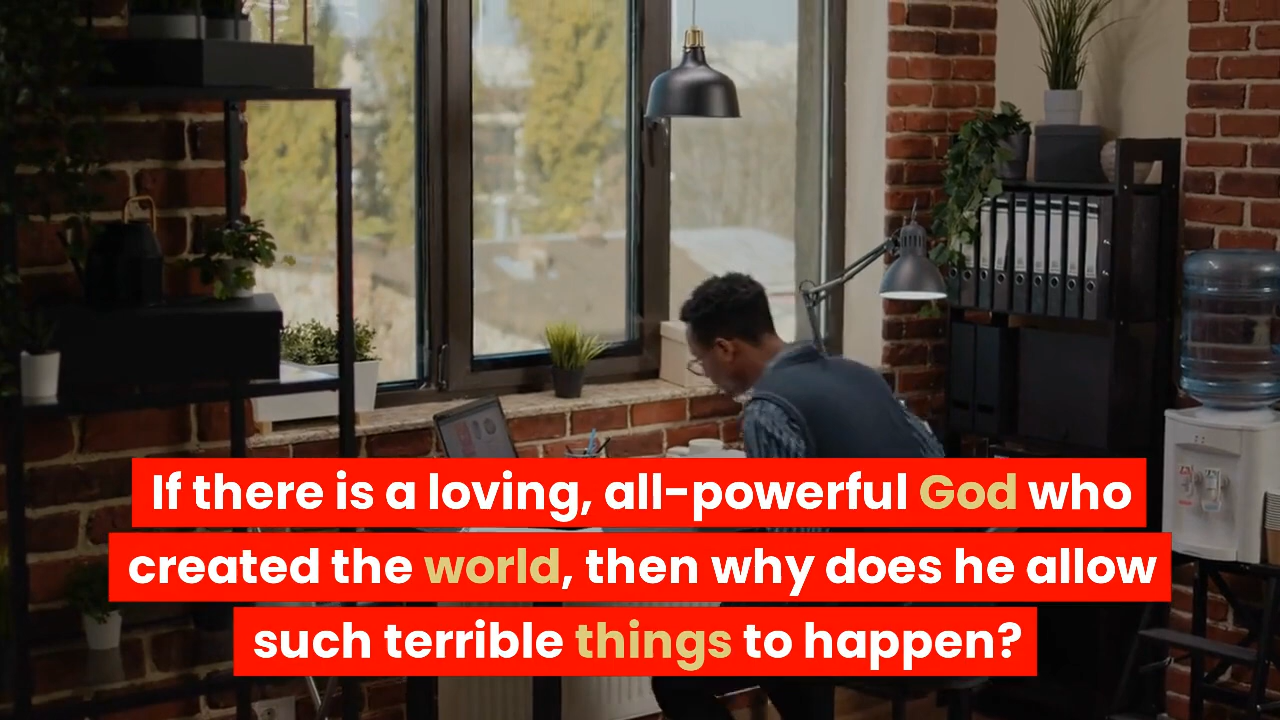 If there is a loving, all-powerful God who
created the world, then why does he allow
such terrible things to happen?